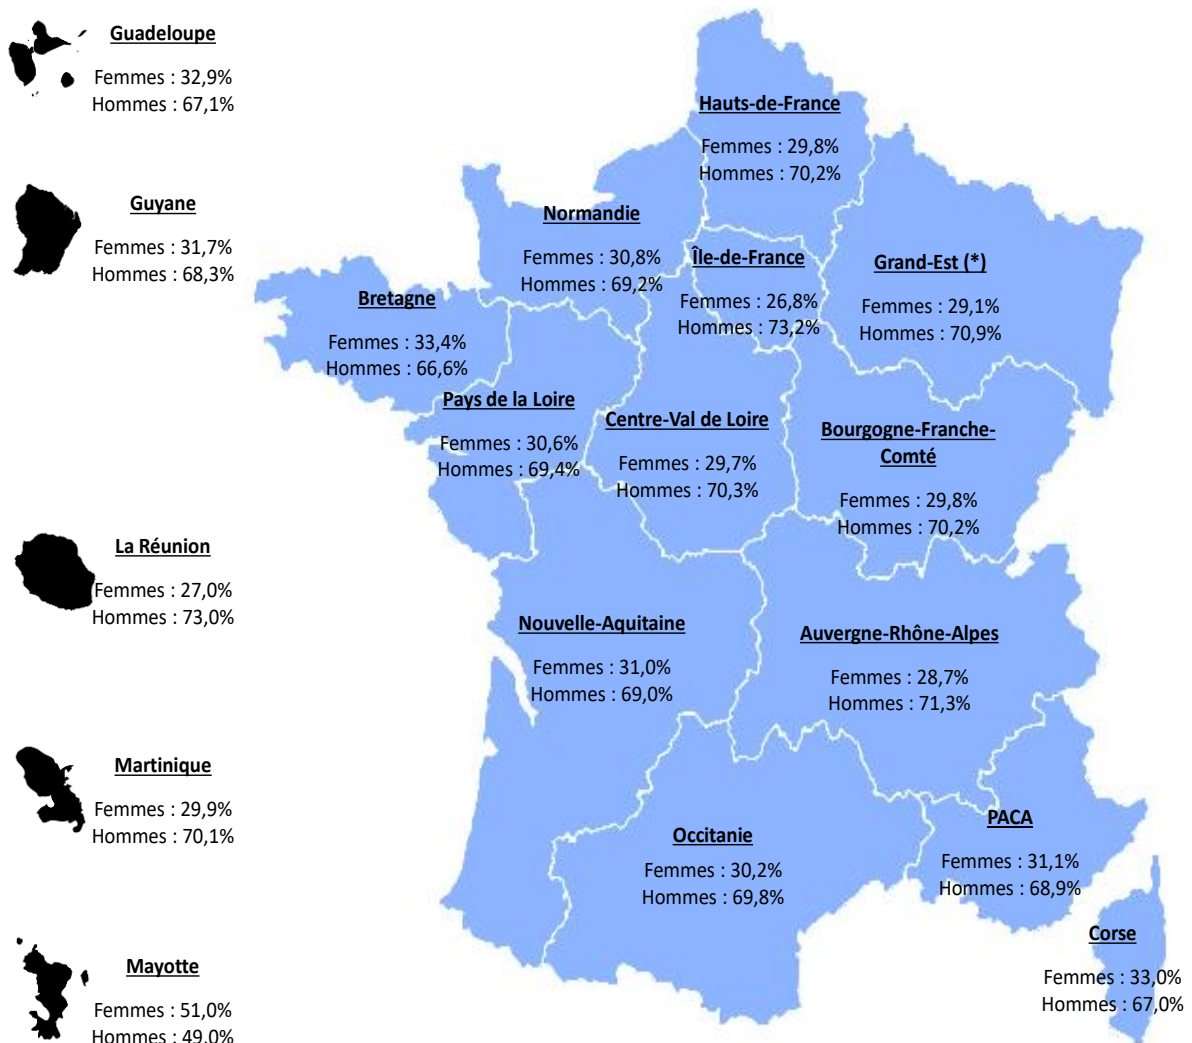 Guadeloupe
Femmes : 32,9%
Hommes : 67,1%
Guyane
Femmes : 31,7%
Hommes : 68,3%
La Réunion
Femmes : 27,0%
Hommes : 73,0%
Martinique
Femmes : 29,9%
Hommes : 70,1%
Mayotte
Femmes : 51,0%
Hommes : 49,0%
Hauts-de-France
Femmes : 29,8%
Hommes : 70,2%
Normandie
Femmes : 30,8%
Hommes : 69,2%
Île-de-France
Femmes : 26,8%
Hommes : 73,2%
Grand-Est (*)
Femmes : 29,1%
Hommes : 70,9%
Bretagne
Femmes : 33,4%
Hommes : 66,6%
Pays de la Loire
Femmes : 30,6%
Hommes : 69,4%
Centre-Val de Loire
Femmes : 29,7%
Hommes : 70,3%
Bourgogne-Franche-
Comté
Femmes : 29,8%
Hommes : 70,2%
Nouvelle-Aquitaine
Femmes : 31,0%
Hommes : 69,0%
Auvergne-Rhône-Alpes
Femmes : 28,7%
Hommes : 71,3%
Occitanie
Femmes : 30,2%
Hommes : 69,8%
PACA
Femmes : 31,1%
Hommes : 68,9%
Corse
Femmes : 33,0%
Hommes : 67,0%